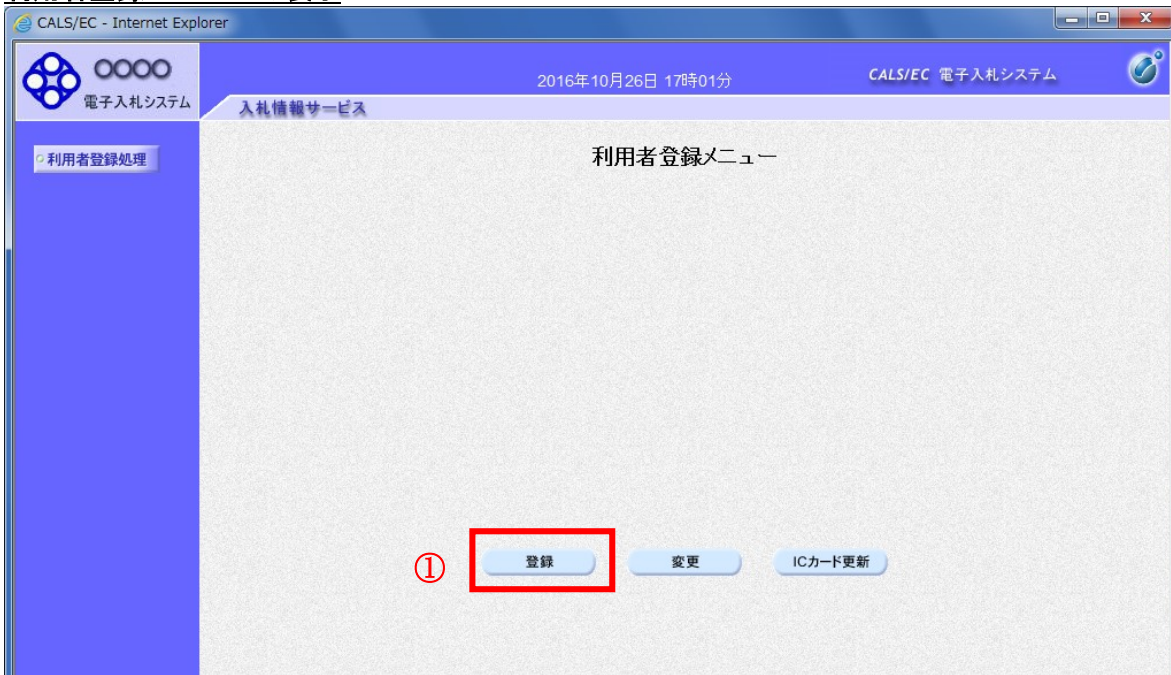 CALS/EC - Internet Explorer
○○○○
電子入札システム
2016年10月26日 17時01分
CALS/EC 電子入札システム
入札情報サービス
利用者登録処理
利用者登録メニュー
①
登録
変更
ICカード更新